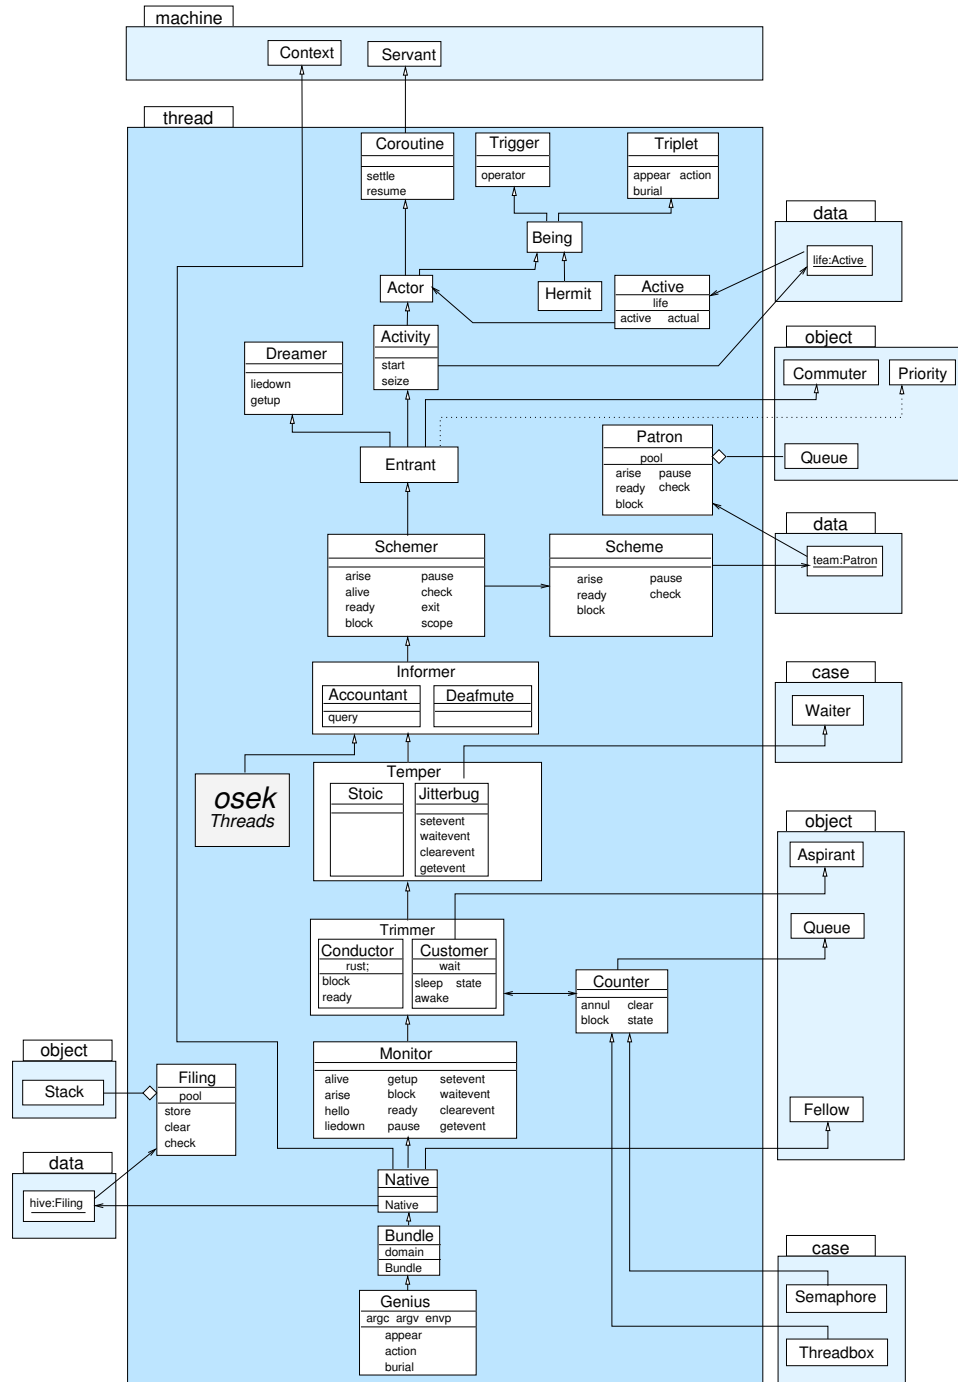 machine
Context
Servant
thread
Coroutine
settle
resume
Trigger
operator
Triplet
appear action
burial
Being
data
life:Active
Actor
Hermit
Active
life
active actual
Activity
start
seize
Dreamer
liedown
getup
object
Commuter
Priority
Queue
Entrant
Patron
pool
arise pause
ready check
block
data
team:Patron
Schemer
arise pause
alive check
ready exit
block scope
Scheme
arise pause
ready check
block
Informer
Accountant
query
Deafmute
case
Waiter
osek
Threads
Temper
Stoic
Jitterbug
setevent
waitevent
clearevent
getevent
object
Aspirant
Queue
Fellow
Trimmer
Conductor
rust;
block
ready
Customer
wait
sleep state
awake
Counter
annul clear
block state
Monitor
alive getup setevent
arise block waitevent
hello ready clearevent
liedown pause getevent
object
Stack
Filing
pool
store
clear
check
data
hive:Filing
Native
Native
Bundle
domain
Bundle
case
Semaphore
Threadbox
Genius
argc argv envp
appear
action
burial